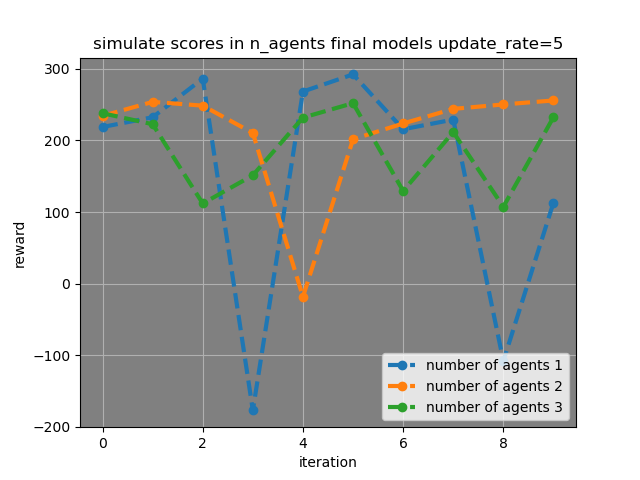 simulate scores in n_agents final models update_rate=5
300
200
100
0
−100
−200
reward
0 2 4 6 8
iteration
number of agents 1
number of agents 2
number of agents 3